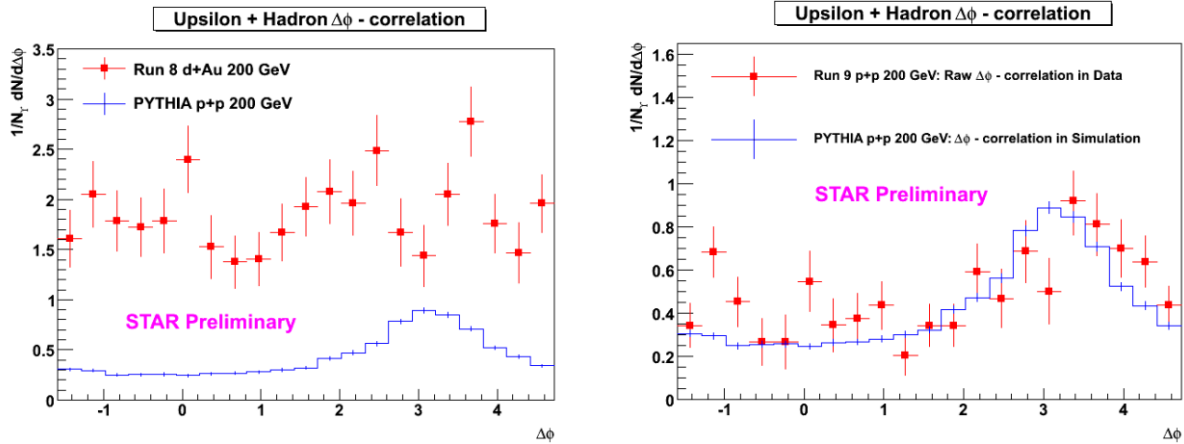 Upsilon + Hadron Δϕ - correlation
1/N_ϒ dN/dΔϕ
3.5
3
2.5
2
1.5
1
0.5
0
Run 8 d+Au 200 GeV
PYTHIA p+p 200 GeV
STAR Preliminary
-1 0 1 2 3 4
Δϕ
Upsilon + Hadron Δϕ - correlation
1/N_ϒ dN/dΔϕ
1.6
1.4
1.2
1
0.8
0.6
0.4
0.2
0
Run 9 p+p 200 GeV: Raw Δϕ - correlation in Data
PYTHIA p+p 200 GeV: Δϕ - correlation in Simulation
STAR Preliminary
-1 0 1 2 3 4
Δϕ